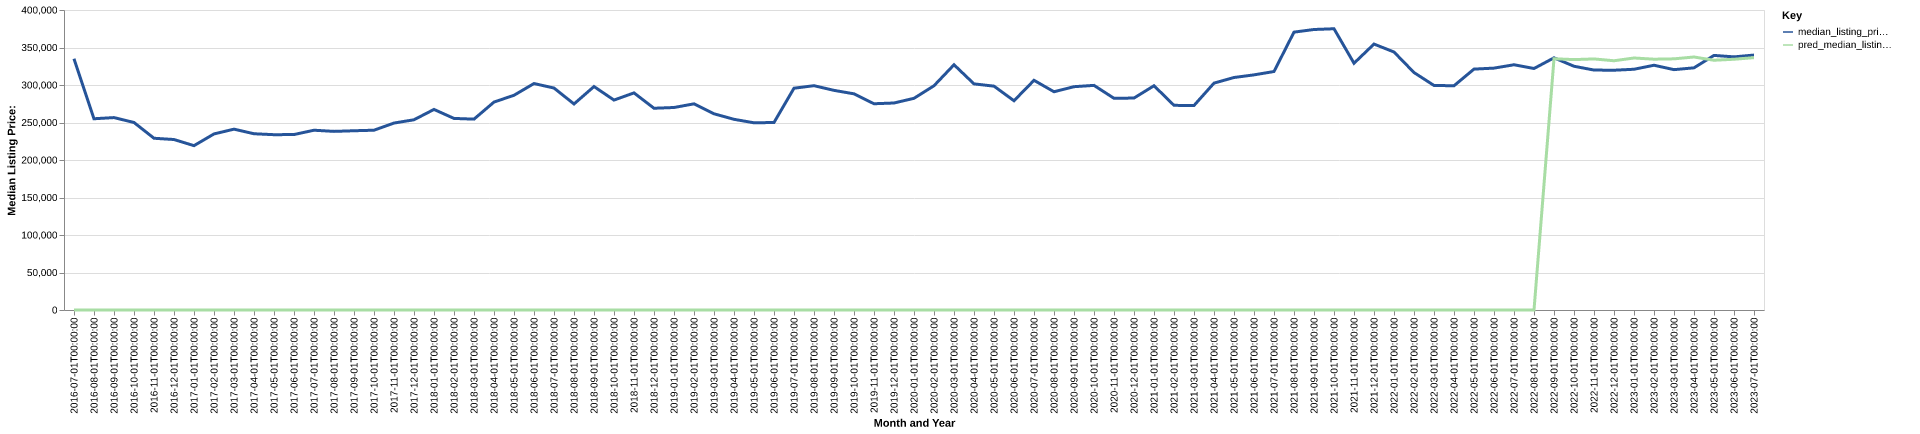 400,000
350,000
300,000
250,000
200,000
150,000
100,000
50,000
0
Median Listing Price:
2016-07-01T00:00:00
2016-08-01T00:00:00
2016-09-01T00:00:00
2016-10-01T00:00:00
2016-11-01T00:00:00
2016-12-01T00:00:00
2017-01-01T00:00:00
2017-02-01T00:00:00
2017-03-01T00:00:00
2017-04-01T00:00:00
2017-05-01T00:00:00
2017-06-01T00:00:00
2017-07-01T00:00:00
2017-08-01T00:00:00
2017-09-01T00:00:00
2017-10-01T00:00:00
2017-11-01T00:00:00
2017-12-01T00:00:00
2018-01-01T00:00:00
2018-02-01T00:00:00
2018-03-01T00:00:00
2018-04-01T00:00:00
2018-05-01T00:00:00
2018-06-01T00:00:00
2018-07-01T00:00:00
2018-08-01T00:00:00
2018-09-01T00:00:00
2018-10-01T00:00:00
2018-11-01T00:00:00
2018-12-01T00:00:00
2019-01-01T00:00:00
2019-02-01T00:00:00
2019-03-01T00:00:00
2019-04-01T00:00:00
2019-05-01T00:00:00
2019-06-01T00:00:00
2019-07-01T00:00:00
2019-08-01T00:00:00
2019-09-01T00:00:00
2019-10-01T00:00:00
2019-11-01T00:00:00
2019-12-01T00:00:00
2020-01-01T00:00:00
2020-02-01T00:00:00
2020-03-01T00:00:00
2020-04-01T00:00:00
2020-05-01T00:00:00
2020-06-01T00:00:00
2020-07-01T00:00:00
2020-08-01T00:00:00
2020-09-01T00:00:00
2020-10-01T00:00:00
2020-11-01T00:00:00
2020-12-01T00:00:00
2021-01-01T00:00:00
2021-02-01T00:00:00
2021-03-01T00:00:00
2021-04-01T00:00:00
2021-05-01T00:00:00
2021-06-01T00:00:00
2021-07-01T00:00:00
2021-08-01T00:00:00
2021-09-01T00:00:00
2021-10-01T00:00:00
2021-11-01T00:00:00
2021-12-01T00:00:00
2022-01-01T00:00:00
2022-02-01T00:00:00
2022-03-01T00:00:00
2022-04-01T00:00:00
2022-05-01T00:00:00
2022-06-01T00:00:00
2022-07-01T00:00:00
2022-08-01T00:00:00
2022-09-01T00:00:00
2022-10-01T00:00:00
2022-11-01T00:00:00
2022-12-01T00:00:00
2023-01-01T00:00:00
2023-02-01T00:00:00
2023-03-01T00:00:00
2023-04-01T00:00:00
2023-05-01T00:00:00
2023-06-01T00:00:00
2023-07-01T00:00:00
Month and Year
Key
median_listing_pri…
pred_median_listin…